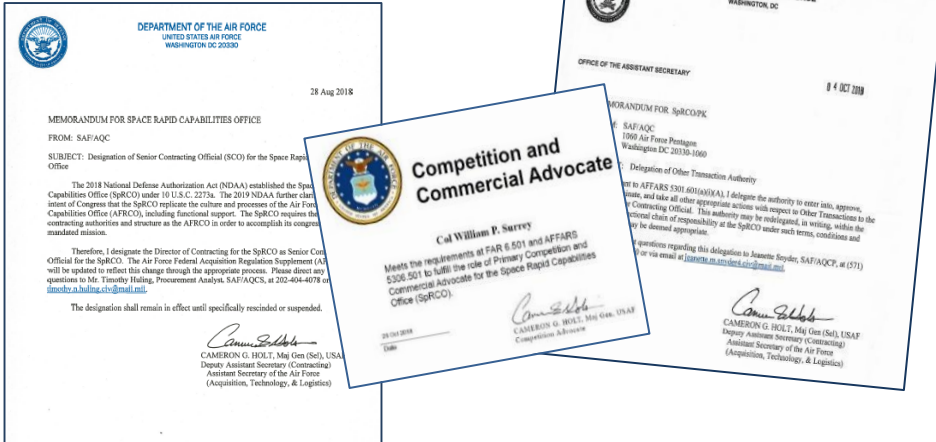 DEPARTMENT OF THE AIR FORCE
UNITED STATES AIR FORCE
WASHINGTON DC 20330
28 Aug 2018
MEMORANDUM FOR SPACE RAPID CAPABILITIES OFFICE
FROM: SAF/AQC
SUBJECT: Designation of Senior Contracting Official (SCO) for the Space Rapid
Office
The 2018 National Defense Authorization Act (NDAA) established the Space
Capabilities Office (SpRCO) under 10 U.S.C. 2273a. The 2019 NDAA further
intent of Congress that the SpRCO replicate the culture and processes of the Air
Capabilities Office (AFRCO), including functional support. The SpRCO requires the
contracting authorities and structure as the AFRCO in order to accomplish its
mandated mission.
Therefore, I designate the Director of Contracting for the SpRCO as Senior
Official for the SpRCO. The Air Force Federal Acquisition Regulation Supplement
will be updated to reflect this change through the appropriate process. Please direct any
questions to Mr. Timothy Huling, Procurement Analyst, SAF/AQCS, at 202-404-4078 or
timothy.n.huling.civ@mail.mil.
The designation shall remain in effect until specifically rescinded or suspended.
CAMERON G. HOLT, Maj Gen (Sel),
Deputy Assistant Secretary (Contracting)
Assistant Secretary of the Air Force
(Acquisition, Technology, & Logistics)
Competition and
Commercial Advocate
Col William P. Surrey
Meets the requirements at FAR 6.501 and AFFARS
5306.501 to fulfill the role of Primary Competition and
Commercial Advocate for the Space Rapid Capabilities
Office (SpRCO).
Date
CAMERON G. HOLT, Maj Gen, USAF
Competition Advocate
WASHINGTON, DC
OFFICE OF THE ASSISTANT SECRETARY
0 4 OCT 2018
FOR SpRCO/PK
SAF/AQC
1060 Air Force Pentagon
Washington DC 20330-1060
Delegation of Other Transaction Authority
to AFFARS 5301.601(a)(i)(A), I delegate the authority to enter into, approve,
and take all other appropriate actions with respect to Other Transactions to the
Contracting Official. This authority may be redelegated, in writing, within the
chain of responsibility at the SpRCO under such terms, conditions and
may be deemed appropriate.
questions regarding this delegation to Jeanette Snyder, SAF/AQCP, at (571)
or via email at jeanette.m.snyder4.civ@mail.mil.
CAMERON G. HOLT, Maj Gen (Sel), USAF
Deputy Assistant Secretary (Contracting)
Assistant Secretary of the Air Force
(Acquisition, Technology, & Logistics)